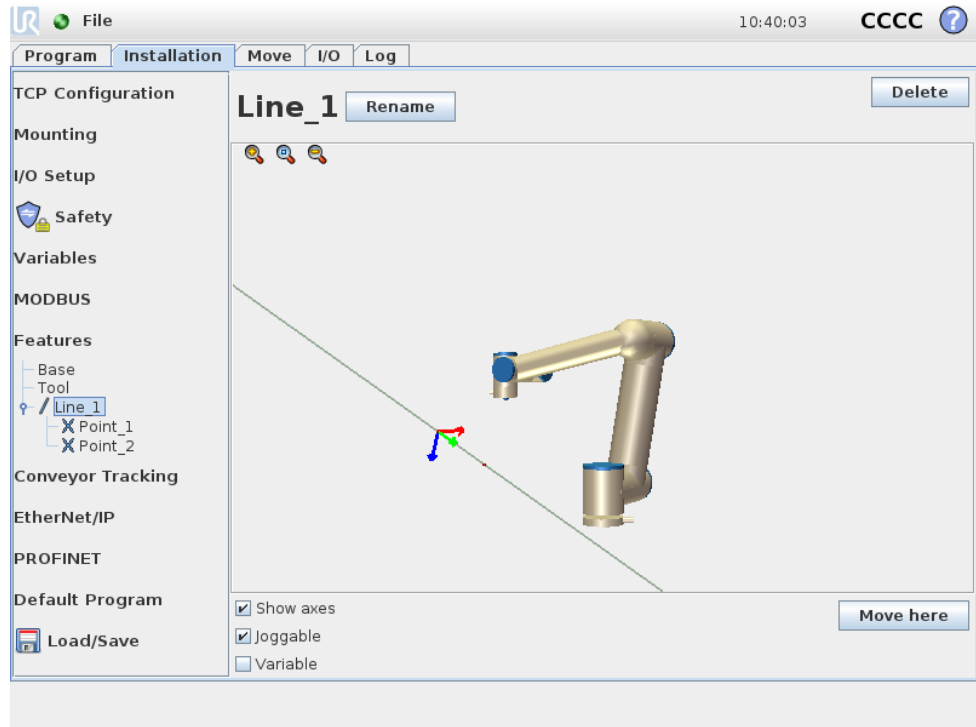 UR File 10:40:03 CCCC ?
Program Installation Move I/O Log
TCP Configuration
Mounting
I/O Setup
Safety
Variables
MODBUS
Features
Base
Tool
Line_1
Point_1
Point_2
Conveyor Tracking
EtherNet/IP
PROFINET
Default Program
Load/Save
Line_1 Rename Delete
Show axes
Joggable
Variable
Move here